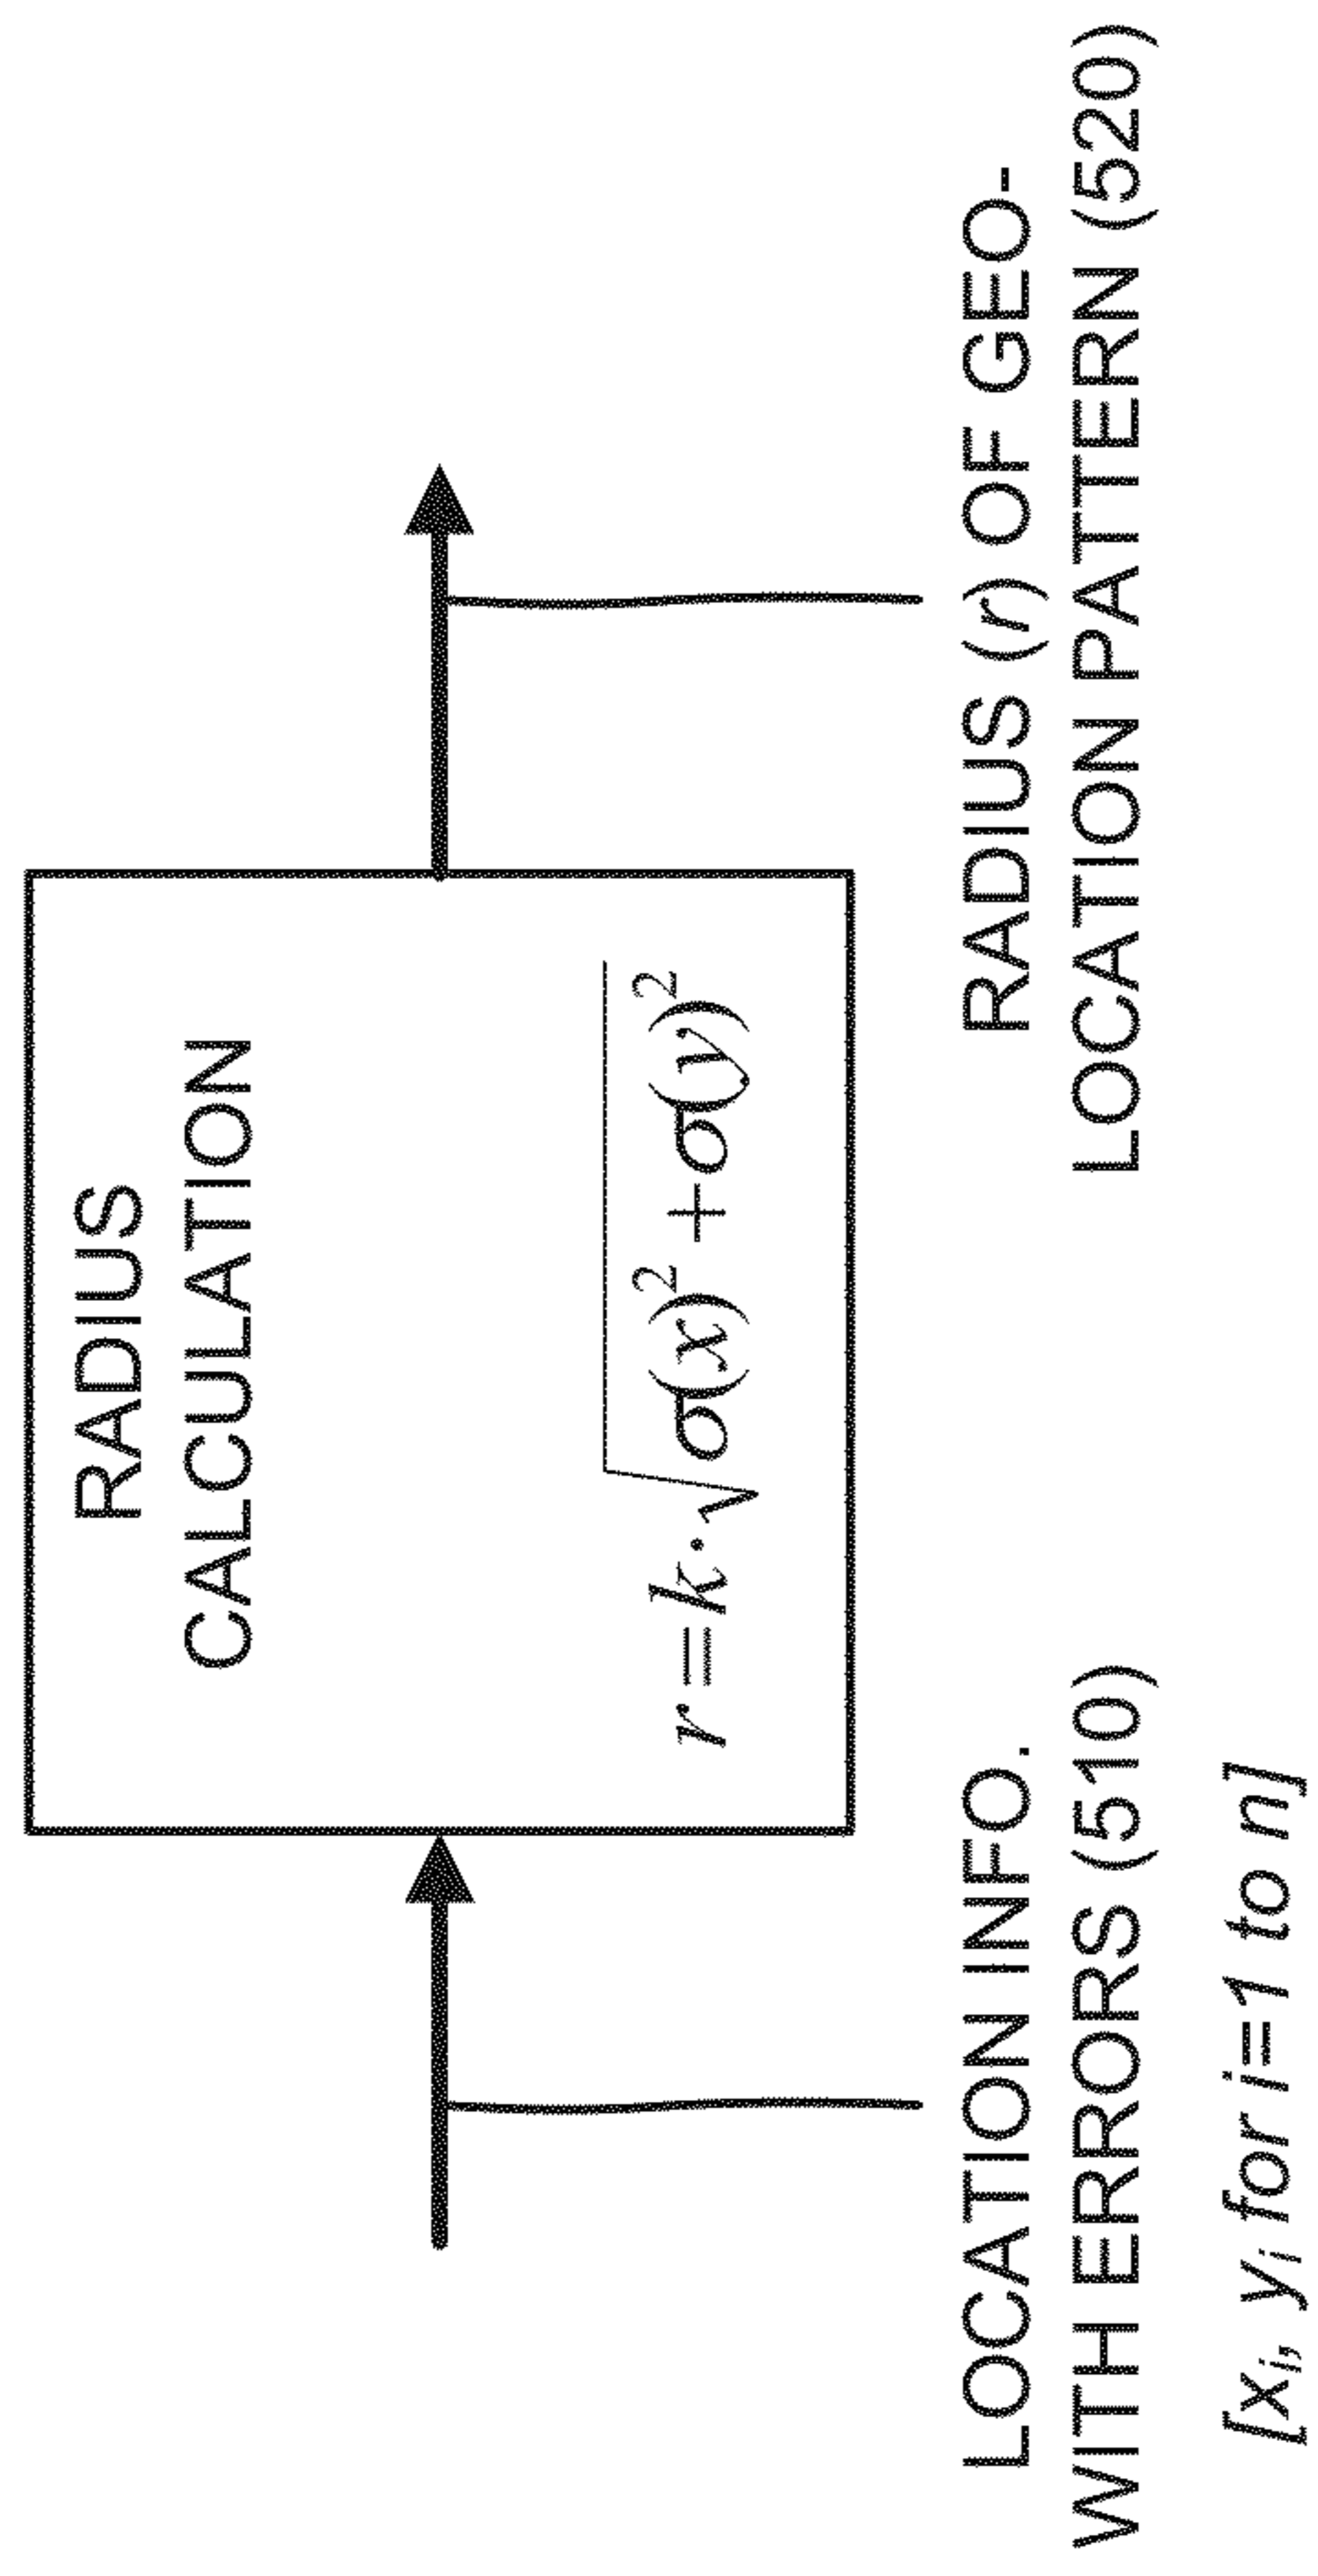 RADIUS
CALCULATION
r = k · √σ(x)² + σ(y)²
LOCATION INFO.
WITH ERRORS (510)
[xᵢ, yᵢ for i=1 to n]
RADIUS (r) OF GEO-
LOCATION PATTERN (520)